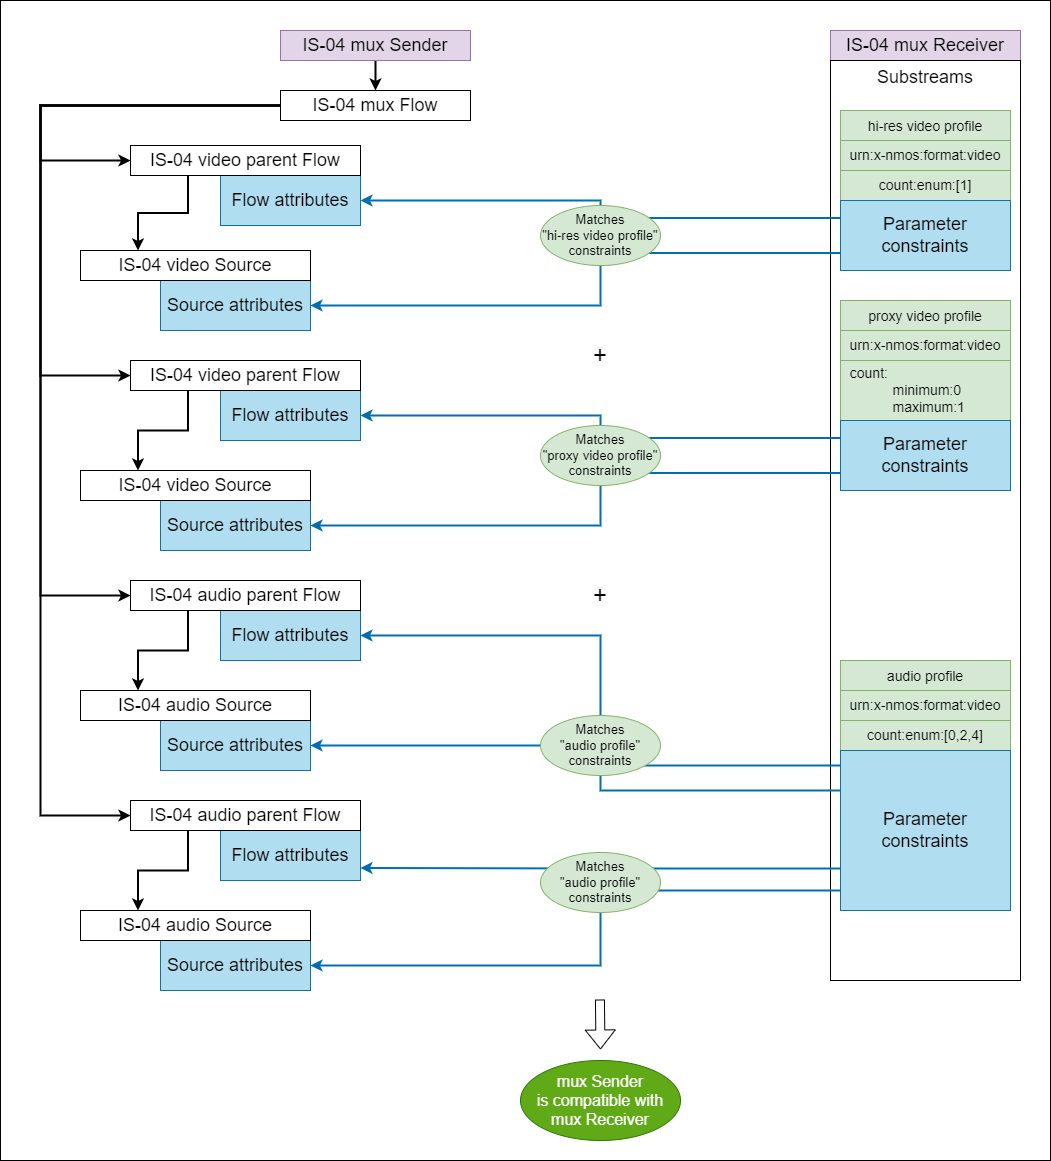 IS-04 mux Sender
IS-04 mux Flow
IS-04 video parent Flow
Flow attributes
IS-04 video Source
Source attributes
IS-04 video parent Flow
Flow attributes
IS-04 video Source
Source attributes
IS-04 audio parent Flow
Flow attributes
IS-04 audio Source
Source attributes
IS-04 audio parent Flow
Flow attributes
IS-04 audio Source
Source attributes
Matches
"hi-res video profile"
constraints
+
Matches
"proxy video profile"
constraints
+
Matches
"audio profile"
constraints
Matches
"audio profile"
constraints
IS-04 mux Receiver
Substreams
hi-res video profile
urn:x-nmos:format:video
count:enum:[1]
Parameter
constraints
proxy video profile
urn:x-nmos:format:video
count:
minimum:0
maximum:1
Parameter
constraints
audio profile
urn:x-nmos:format:video
count:enum:[0,2,4]
Parameter
constraints
mux Sender
is compatible with
mux Receiver